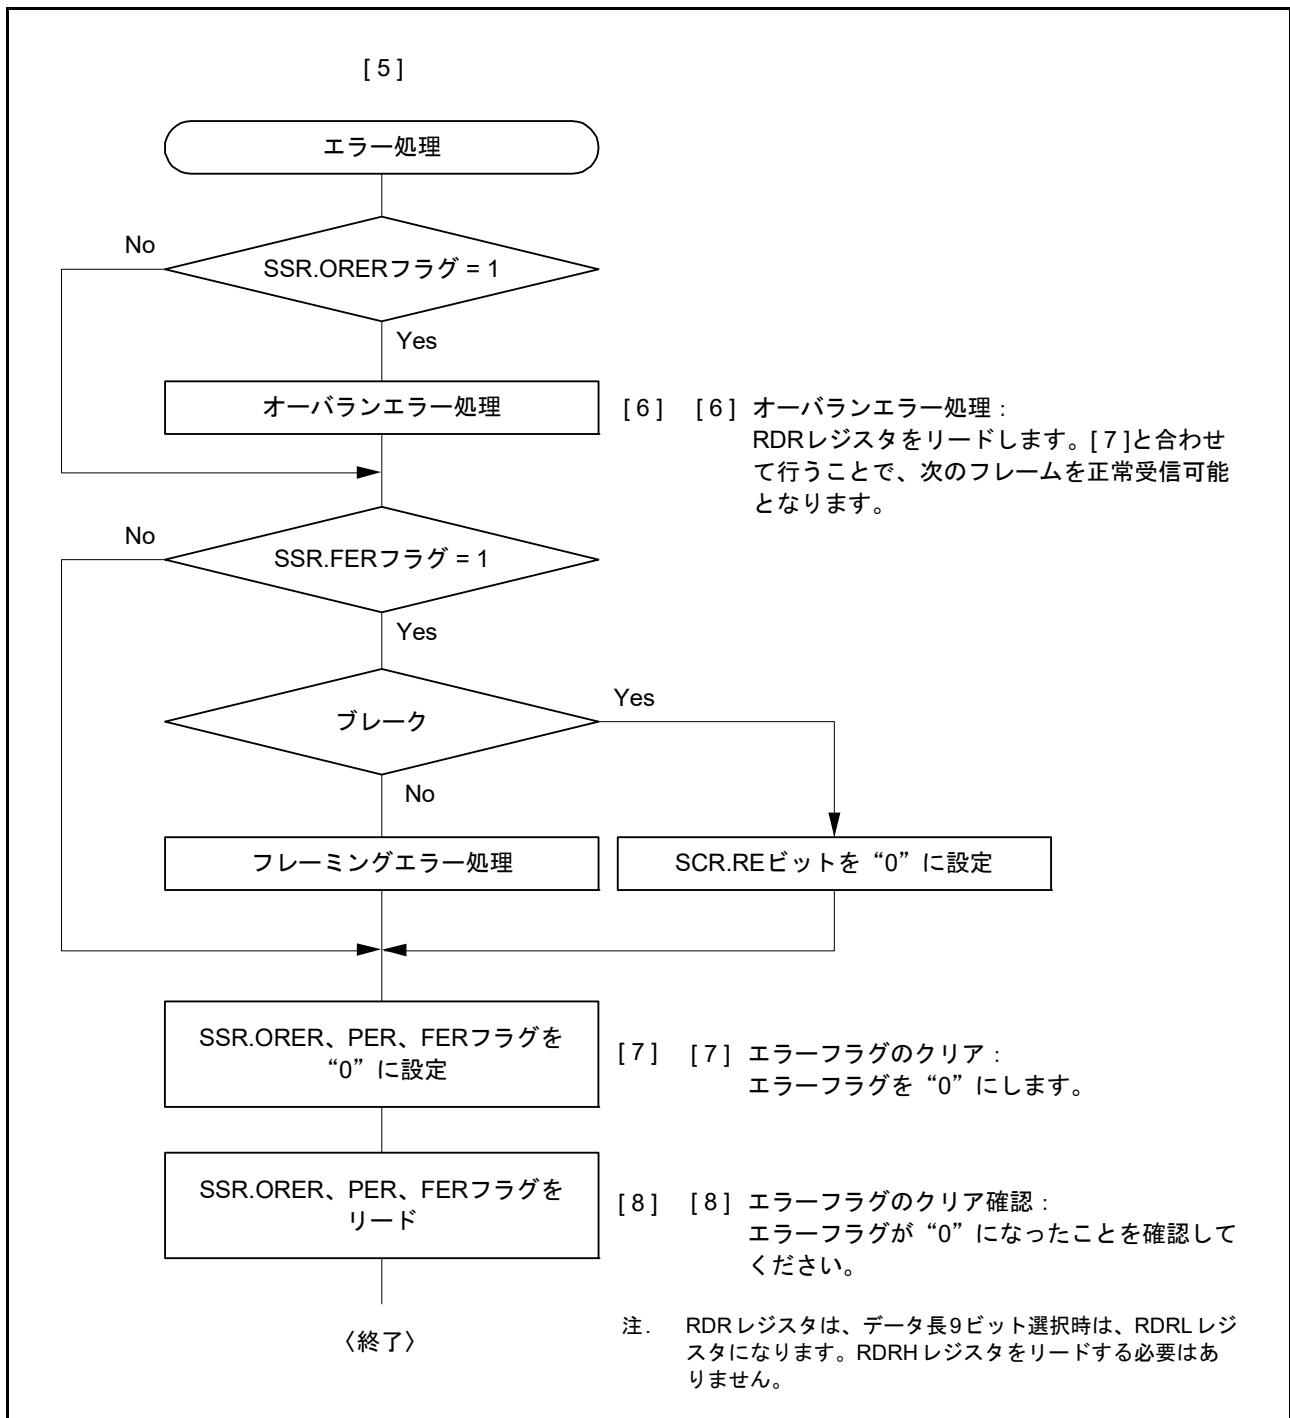 [ 5 ]
エラー処理
No
SSR.ORERフラグ = 1
Yes
オーバランエラー処理
[ 6 ]
[ 6 ] オーバランエラー処理：
RDRレジスタをリードします。[ 7 ]と合わせ
て行うことで、次のフレームを正常受信可能
となります。
No
SSR.FERフラグ = 1
Yes
ブレーク
Yes
No
フレーミングエラー処理
SCR.REビットを“0”に設定
SSR.ORER、PER、FERフラグを
“0”に設定
[ 7 ]
[ 7 ] エラーフラグのクリア：
エラーフラグを“0”にします。
SSR.ORER、PER、FERフラグを
リード
[ 8 ]
[ 8 ] エラーフラグのクリア確認：
エラーフラグが“0”になったことを確認して
ください。
〈終了〉
注. RDRレジスタは、データ長9ビット選択時は、RDRLレジ
スタになります。RDRHレジスタをリードする必要はあ
りません。